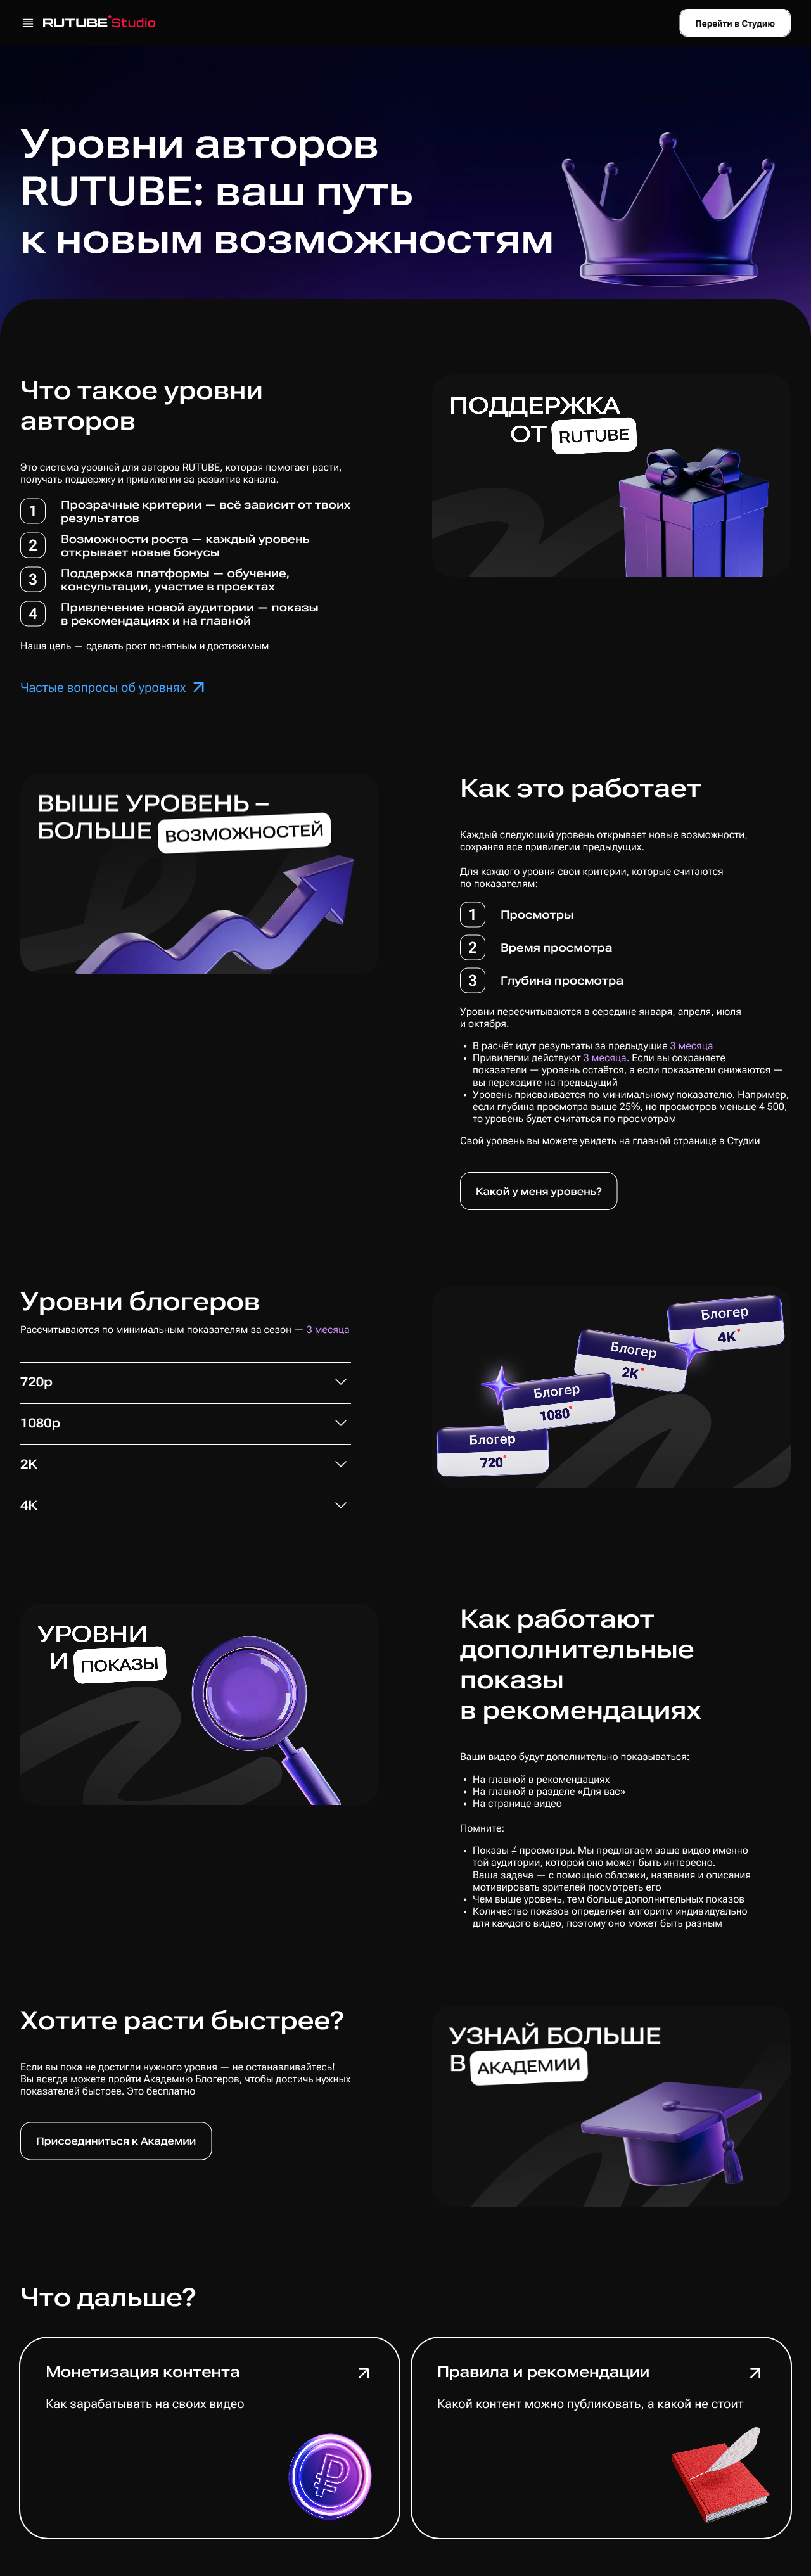 RUTUBE Studio
Перейти в Студию
Уровни авторов
RUTUBE: ваш путь
к новым возможностям
Что такое уровни
авторов
Это система уровней для авторов RUTUBE, которая помогает расти,
получать поддержку и привилегии за развитие канала.
1 Прозрачные критерии — всё зависит от твоих
результатов
2 Возможности роста — каждый уровень
открывает новые бонусы
3 Поддержка платформы — обучение,
консультации, участие в проектах
4 Привлечение новой аудитории — показы
в рекомендациях и на главной
Наша цель — сделать рост понятным и достижимым
Частые вопросы об уровнях
ПОДДЕРЖКА
ОТ RUTUBE
ВЫШЕ УРОВЕНЬ –
БОЛЬШЕ ВОЗМОЖНОСТЕЙ
Как это работает
Каждый следующий уровень открывает новые возможности,
сохраняя все привилегии предыдущих.
Для каждого уровня свои критерии, которые считаются
по показателям:
1 Просмотры
2 Время просмотра
3 Глубина просмотра
Уровни пересчитываются в середине января, апреля, июля
и октября.
• В расчёт идут результаты за предыдущие 3 месяца
• Привилегии действуют 3 месяца. Если вы сохраняете
показатели — уровень остаётся, а если показатели снижаются —
вы переходите на предыдущий
• Уровень присваивается по минимальному показателю. Например,
если глубина просмотра выше 25%, но просмотров меньше 4 500,
то уровень будет считаться по просмотрам
Свой уровень вы можете увидеть на главной странице в Студии
Какой у меня уровень?
Уровни блогеров
Рассчитываются по минимальным показателям за сезон — 3 месяца
720p
1080p
2K
4K
Блогер
4K
Блогер
2K
Блогер
1080
Блогер
720
УРОВНИ
И ПОКАЗЫ
Как работают
дополнительные
показы
в рекомендациях
Ваши видео будут дополнительно показываться:
• На главной в рекомендациях
• На главной в разделе «Для вас»
• На странице видео
Помните:
• Показы ≠ просмотры. Мы предлагаем ваше видео именно
той аудитории, которой оно может быть интересно.
Ваша задача — с помощью обложки, названия и описания
мотивировать зрителей посмотреть его
• Чем выше уровень, тем больше дополнительных показов
• Количество показов определяет алгоритм индивидуально
для каждого видео, поэтому оно может быть разным
Хотите расти быстрее?
Если вы пока не достигли нужного уровня — не останавливайтесь!
Вы всегда можете пройти Академию Блогеров, чтобы достичь нужных
показателей быстрее. Это бесплатно
Присоединиться к Академии
УЗНАЙ БОЛЬШЕ
В АКАДЕМИИ
Что дальше?
Монетизация контента
Как зарабатывать на своих видео
Правила и рекомендации
Какой контент можно публиковать, а какой не стоит